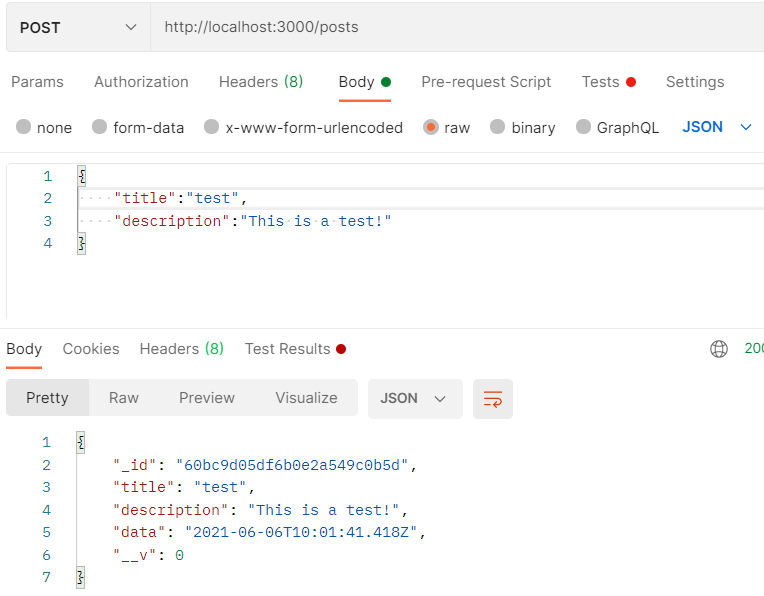 POST http://localhost:3000/posts
Params Authorization Headers (8) Body Pre-request Script Tests Settings
none form-data x-www-form-urlencoded raw binary GraphQL JSON
1 {
2 "title":"test",
3 "description":"This is a test!"
4 }
Body Cookies Headers (8) Test Results 200
Pretty Raw Preview Visualize JSON
1 {
2 "_id": "60bc9d05df6b0e2a549c0b5d",
3 "title": "test",
4 "description": "This is a test!",
5 "data": "2021-06-06T10:01:41.418Z",
6 "__v": 0
7 }